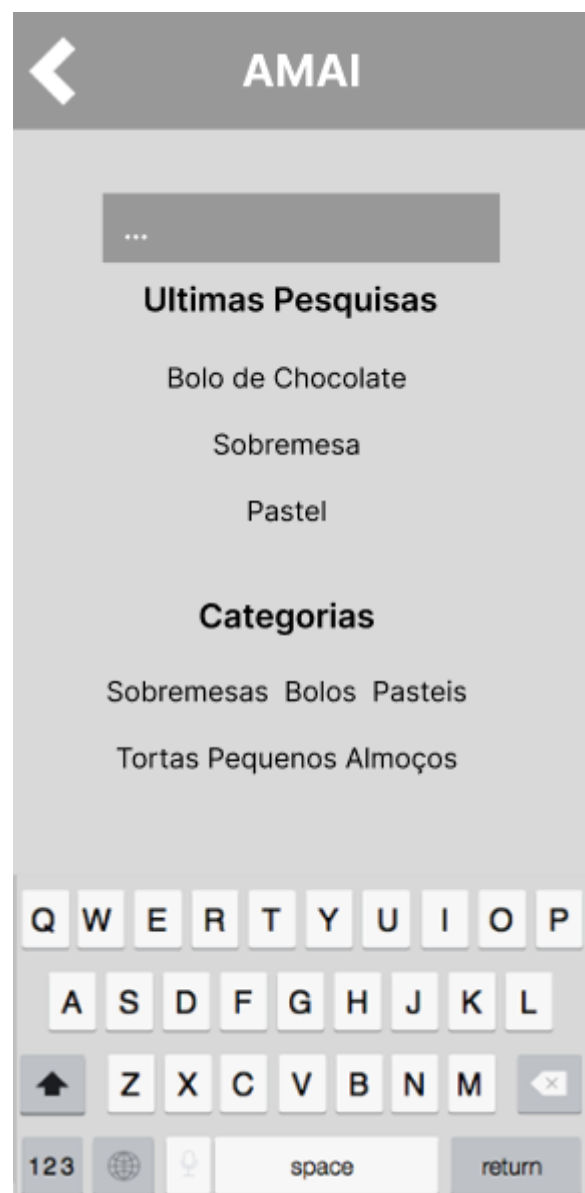 AMAI
...
Ultimas Pesquisas
Bolo de Chocolate
Sobremesa
Pastel
Categorias
Sobremesas Bolos Pasteis
Tortas Pequenos Almoços
Q W E R T Y U I O P
A S D F G H J K L
Z X C V B N M
123 space return